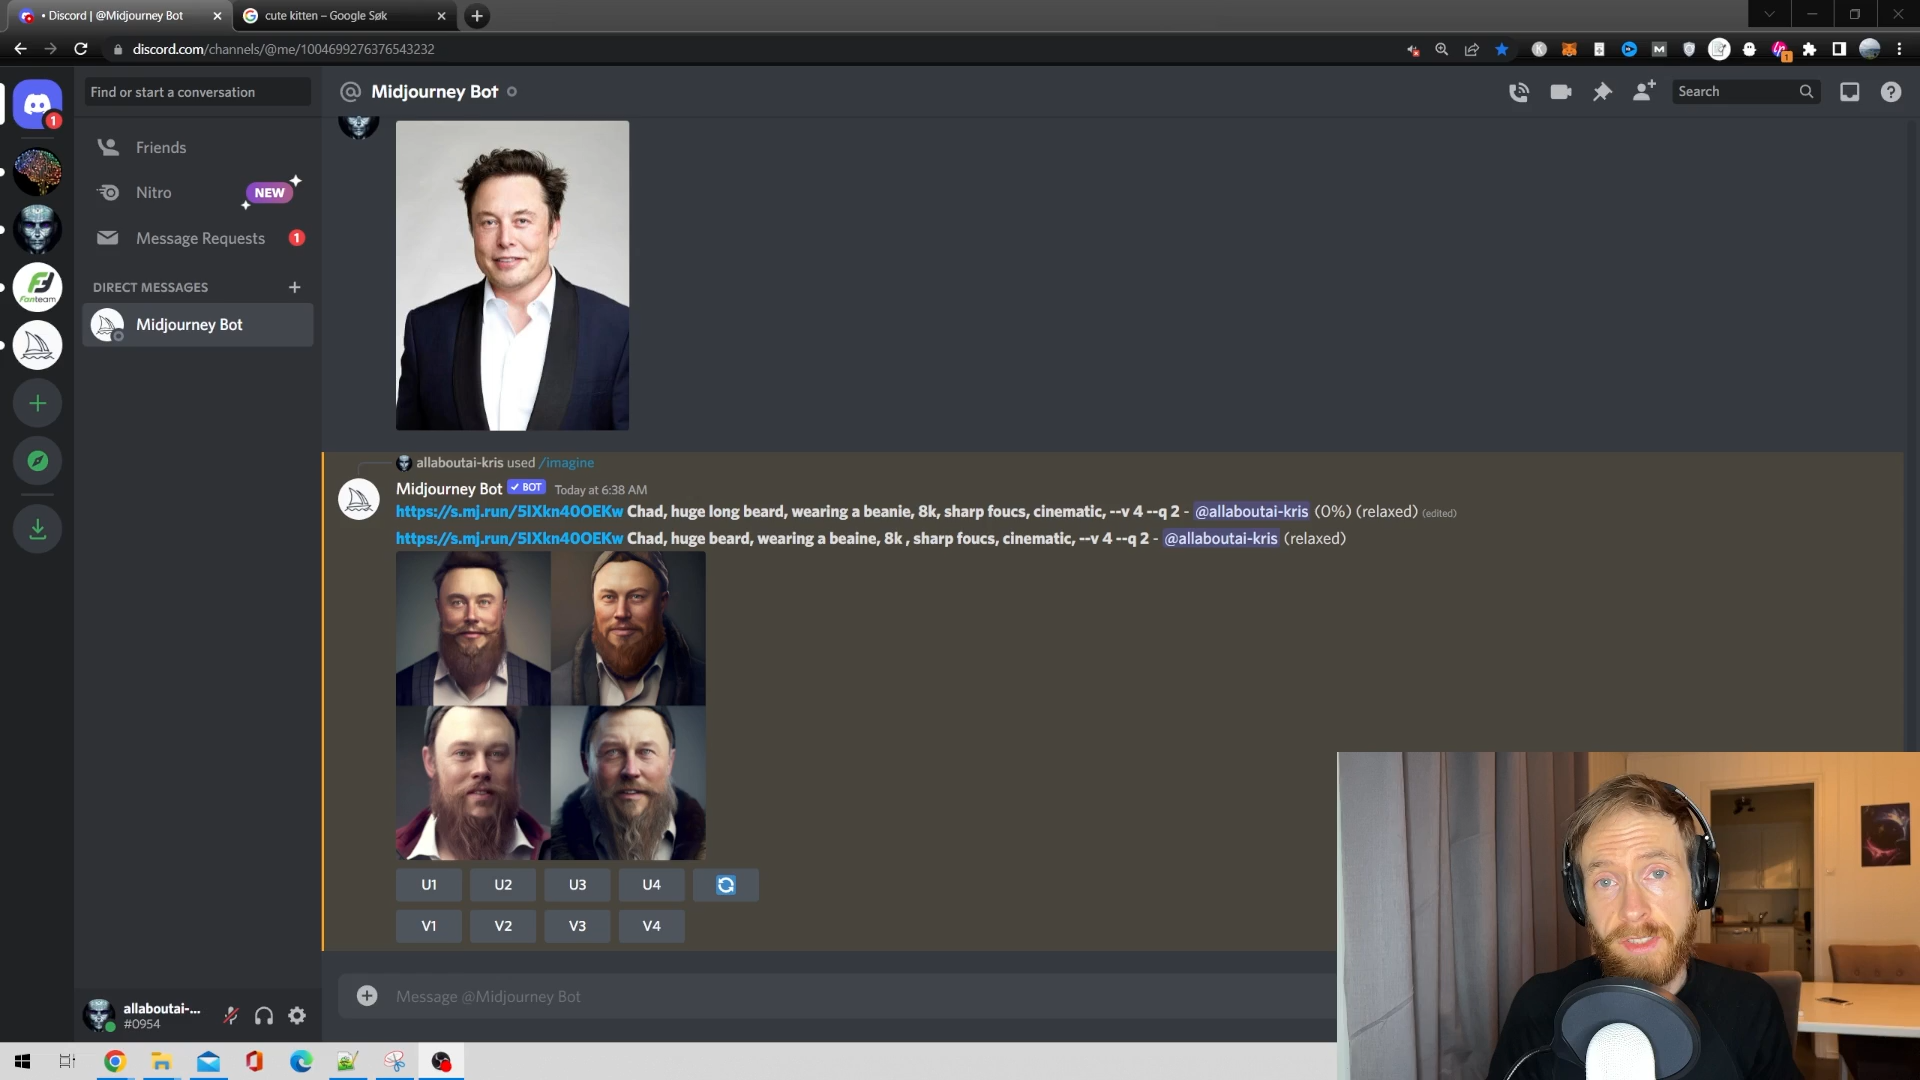 • Discord | @Midjourney Bot
cute kitten – Google Søk
discord.com/channels/@me/1004699276376543232
Find or start a conversation
Midjourney Bot
Search
1
Friends
Nitro
NEW
Message Requests
1
Fanteam
DIRECT MESSAGES
Midjourney Bot
allaboutai-kris used /imagine
Midjourney Bot BOT Today at 6:38 AM
https://s.mj.run/5IXkn40OEKw Chad, huge long beard, wearing a beanie, 8k, sharp foucs, cinematic, --v 4 --q 2 - @allaboutai-kris (0%) (relaxed) (edited)
https://s.mj.run/5IXkn40OEKw Chad, huge beard, wearing a beaine, 8k , sharp foucs, cinematic, --v 4 --q 2 - @allaboutai-kris (relaxed)
U1 U2 U3 U4
V1 V2 V3 V4
Message @Midjourney Bot
allaboutai-...
#0954